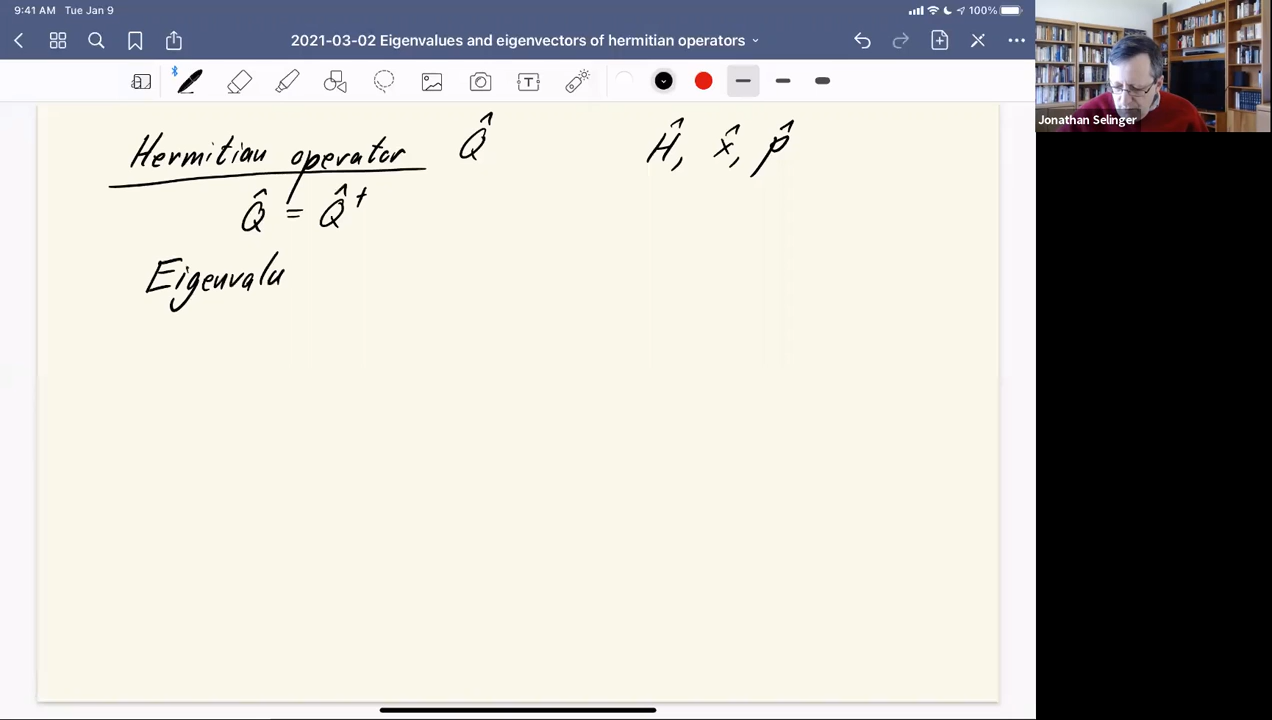 9:41 AM Tue Jan 9
100%
2021-03-02 Eigenvalues and eigenvectors of hermitian operators
Jonathan Selinger
Hermitian operator Q̂ Ĥ, x̂, p̂
Q̂ = Q̂†
Eigenvalu